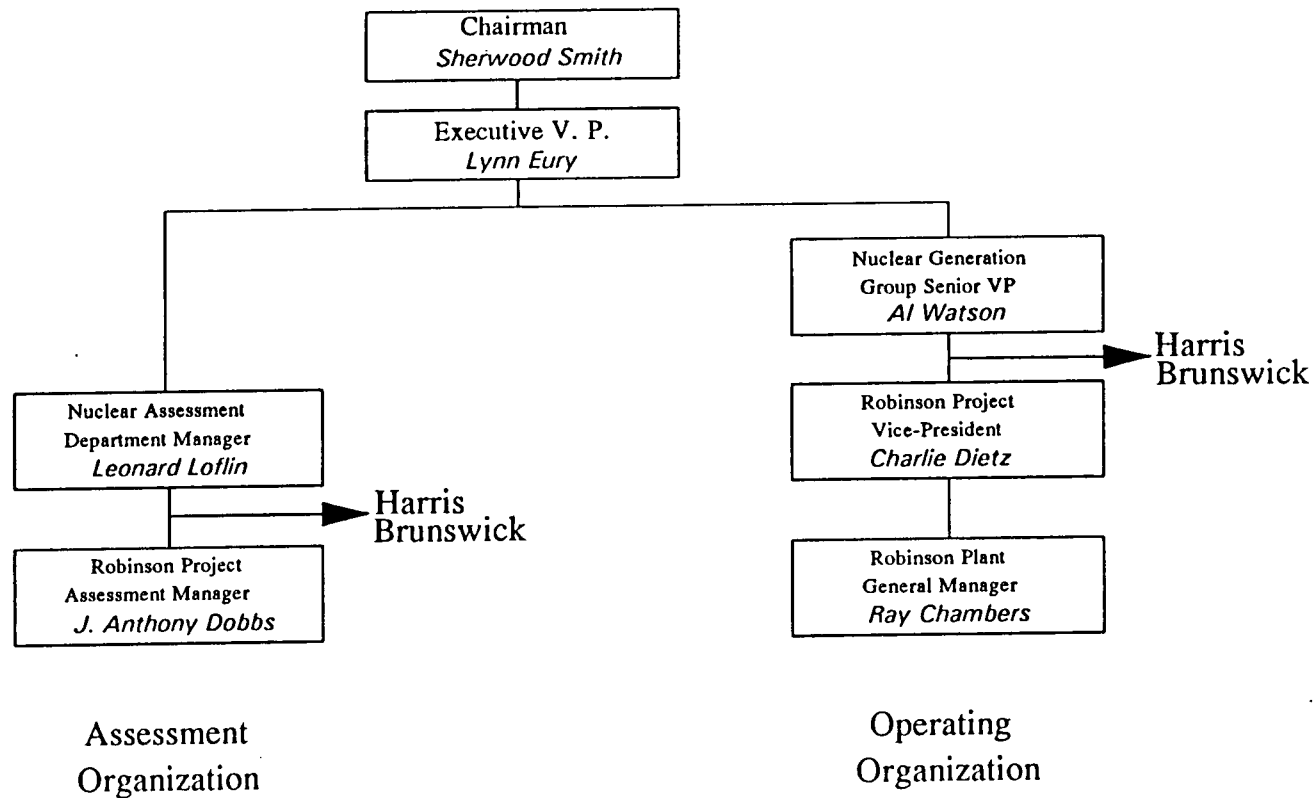 Chairman
Sherwood Smith
Executive V. P.
Lynn Eury
Nuclear Generation
Group Senior VP
Al Watson
Harris
Brunswick
Robinson Project
Vice-President
Charlie Dietz
Nuclear Assessment
Department Manager
Leonard Loflin
Harris
Brunswick
Robinson Project
Assessment Manager
J. Anthony Dobbs
Robinson Plant
General Manager
Ray Chambers
Assessment
Organization
Operating
Organization